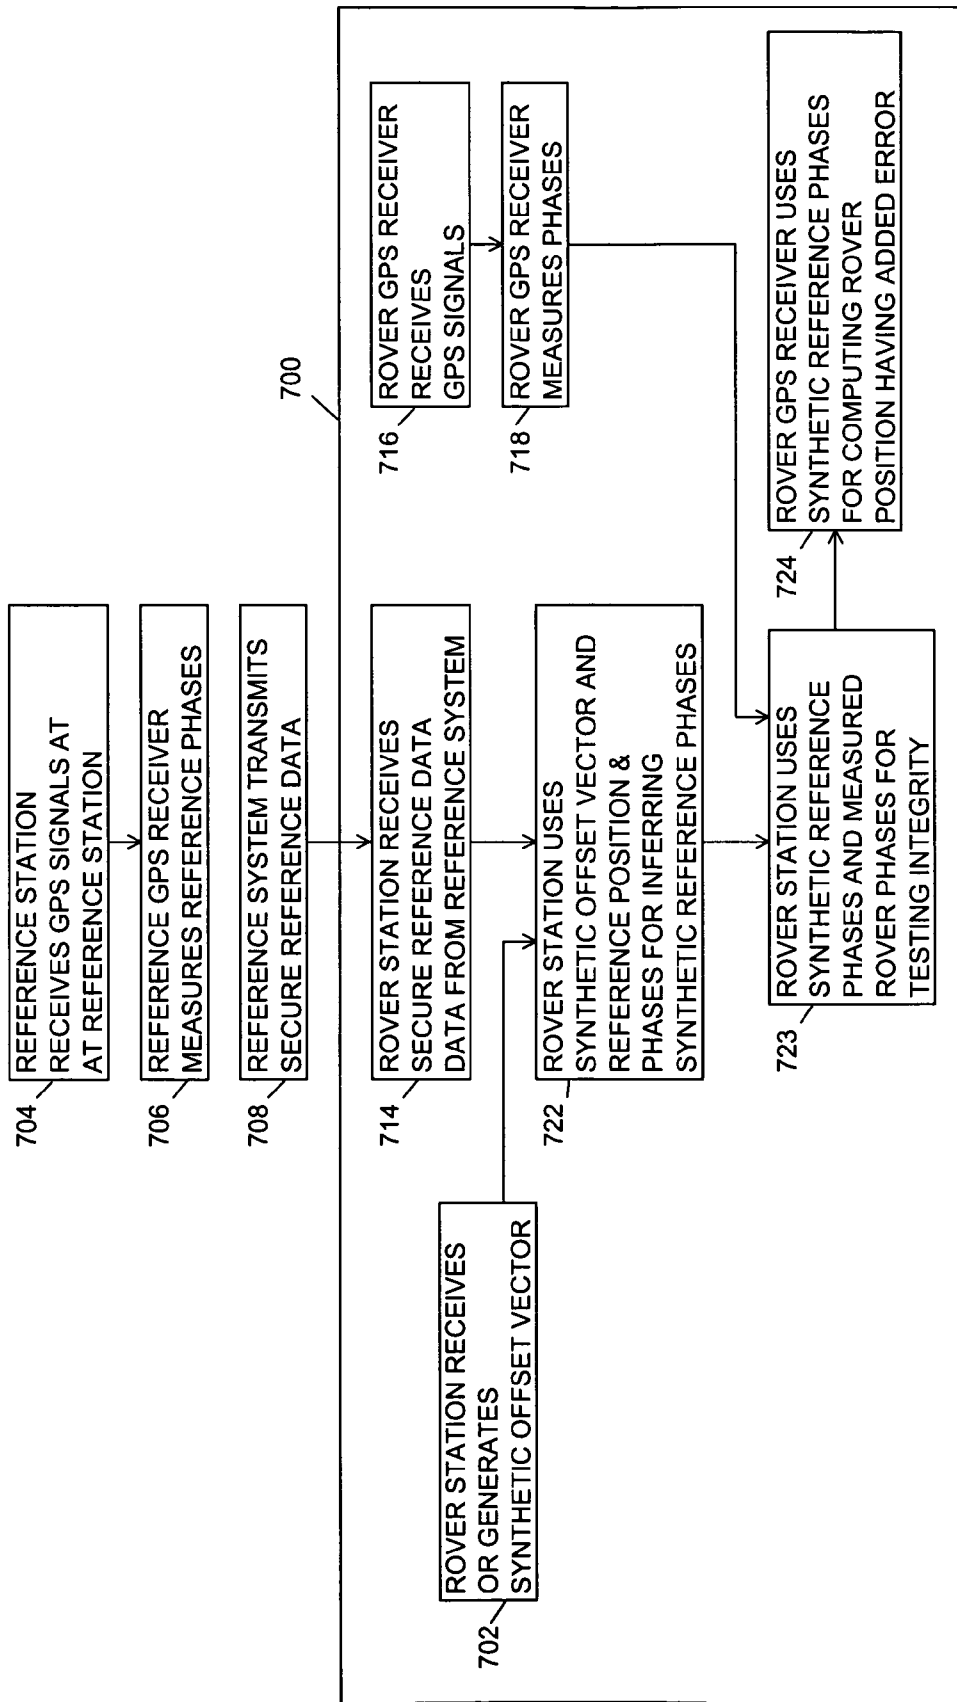 704
REFERENCE STATION
RECEIVES GPS SIGNALS AT
AT REFERENCE STATION
706
REFERENCE GPS RECEIVER
MEASURES REFERENCE PHASES
708
REFERENCE SYSTEM TRANSMITS
SECURE REFERENCE DATA
700
714
ROVER STATION RECEIVES
SECURE REFERENCE DATA
DATA FROM REFERENCE SYSTEM
716
ROVER GPS RECEIVER
RECEIVES
GPS SIGNALS
718
ROVER GPS RECEIVER
MEASURES PHASES
702
ROVER STATION RECEIVES
OR GENERATES
SYNTHETIC OFFSET VECTOR
722
ROVER STATION USES
SYNTHETIC OFFSET VECTOR AND
REFERENCE POSITION &
PHASES FOR INFERRING
SYNTHETIC REFERENCE PHASES
723
ROVER STATION USES
SYNTHETIC REFERENCE
PHASES AND MEASURED
ROVER PHASES FOR
TESTING INTEGRITY
724
ROVER GPS RECEIVER USES
SYNTHETIC REFERENCE PHASES
FOR COMPUTING ROVER
POSITION HAVING ADDED ERROR